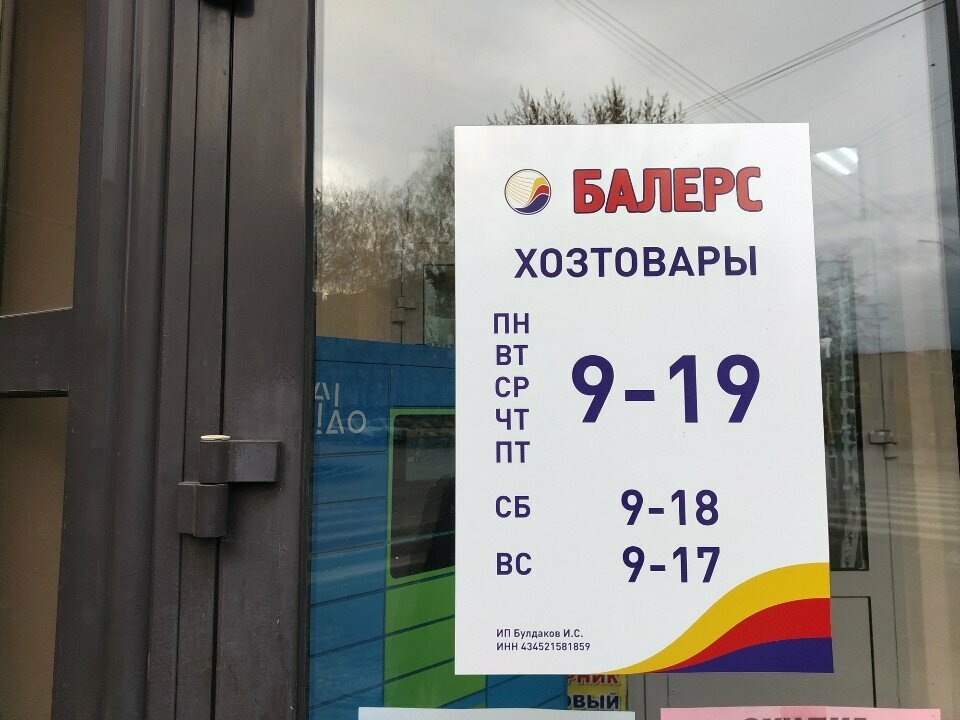 БАЛЕРС
ХОЗТОВАРЫ
ПН
ВТ
СР
ЧТ
ПТ
9-19
СБ 9-18
ВС 9-17
ИП Булдаков И.С.
ИНН 434521581859